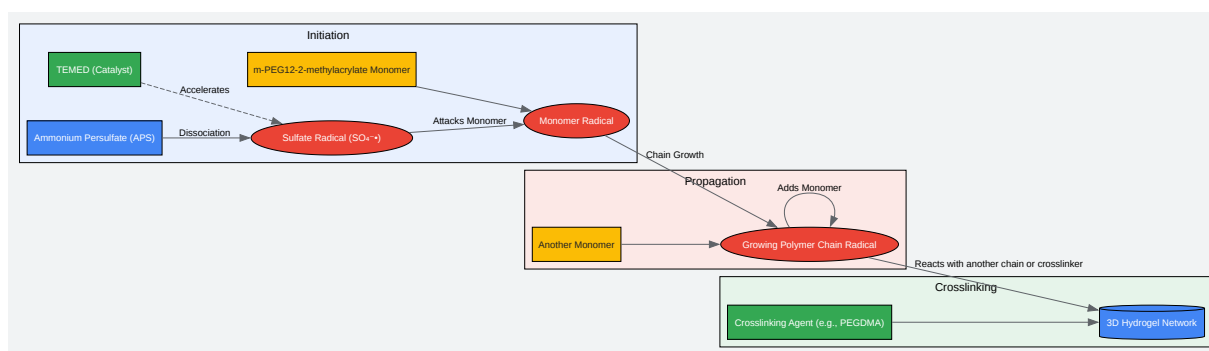 Initiation
TEMED (Catalyst)
m-PEG12-2-methylacrylate Monomer
Accelerates
Ammonium Persulfate (APS)
Dissociation
Sulfate Radical (SO₄⁻•)
Attacks Monomer
Monomer Radical
Chain Growth
Propagation
Adds Monomer
Another Monomer
Growing Polymer Chain Radical
Reacts with another chain or crosslinker
Crosslinking
Crosslinking Agent (e.g., PEGDMA)
3D Hydrogel Network